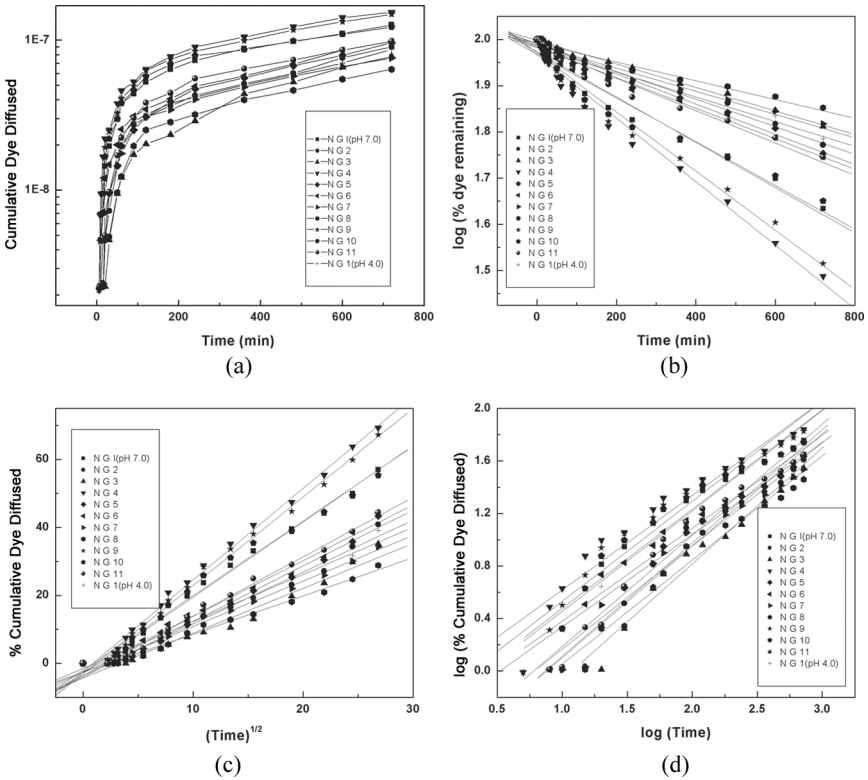 1E-7
1E-8
Cumulative Dye Diffused
0 200 400 600 800
Time (min)
N G I(pH 7.0)
N G 2
N G 3
N G 4
N G 5
N G 6
N G 7
N G 8
N G 9
N G 10
N G 11
N G 1(pH 4.0)
(a)
2.0
1.9
1.8
1.7
1.6
1.5
log (% dye remaining)
0 200 400 600 800
Time (min)
N G I(pH 7.0)
N G 2
N G 3
N G 4
N G 5
N G 6
N G 7
N G 8
N G 9
N G 10
N G 11
N G 1(pH 4.0)
(b)
60
40
20
0
% Cumulative Dye Diffused
0 10 20 30
(Time)1/2
N G I(pH 7.0)
N G 2
N G 3
N G 4
N G 5
N G 6
N G 7
N G 8
N G 9
N G 10
N G 11
N G 1(pH 4.0)
(c)
2.0
1.6
1.2
0.8
0.4
0.0
log (% Cumulative Dye Diffused)
0.5 1.0 1.5 2.0 2.5 3.0
log (Time)
N G I(pH 7.0)
N G 2
N G 3
N G 4
N G 5
N G 6
N G 7
N G 8
N G 9
N G 10
N G 11
N G 1(pH 4.0)
(d)